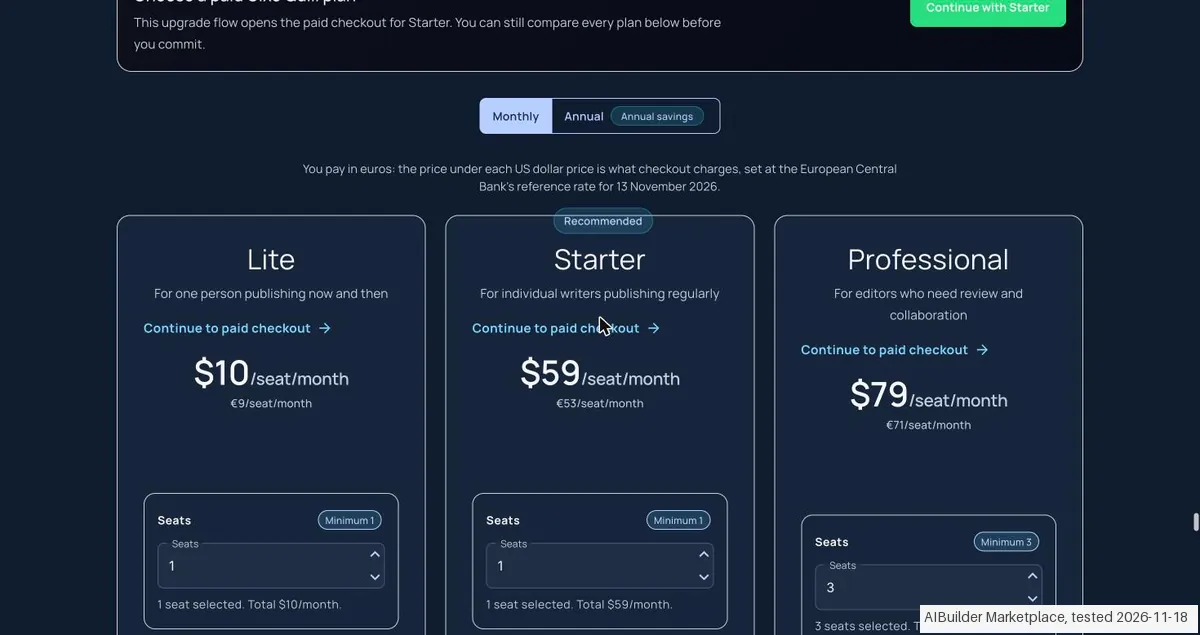 This upgrade flow opens the paid checkout for Starter. You can still compare every plan below before
you commit.
Continue with Starter
Monthly
Annual
Annual savings
You pay in euros: the price under each US dollar price is what checkout charges, set at the European Central
Bank's reference rate for 13 November 2026.
Lite
For one person publishing now and then
Continue to paid checkout →
$10/seat/month
€9/seat/month
Seats
Minimum 1
Seats
1
1 seat selected. Total $10/month.
Recommended
Starter
For individual writers publishing regularly
Continue to paid checkout →
$59/seat/month
€53/seat/month
Seats
Minimum 1
Seats
1
1 seat selected. Total $59/month.
Professional
For editors who need review and
collaboration
Continue to paid checkout →
$79/seat/month
€71/seat/month
Seats
Minimum 3
Seats
3
3 seats selected.
AIBuilder Marketplace, tested 2026-11-18